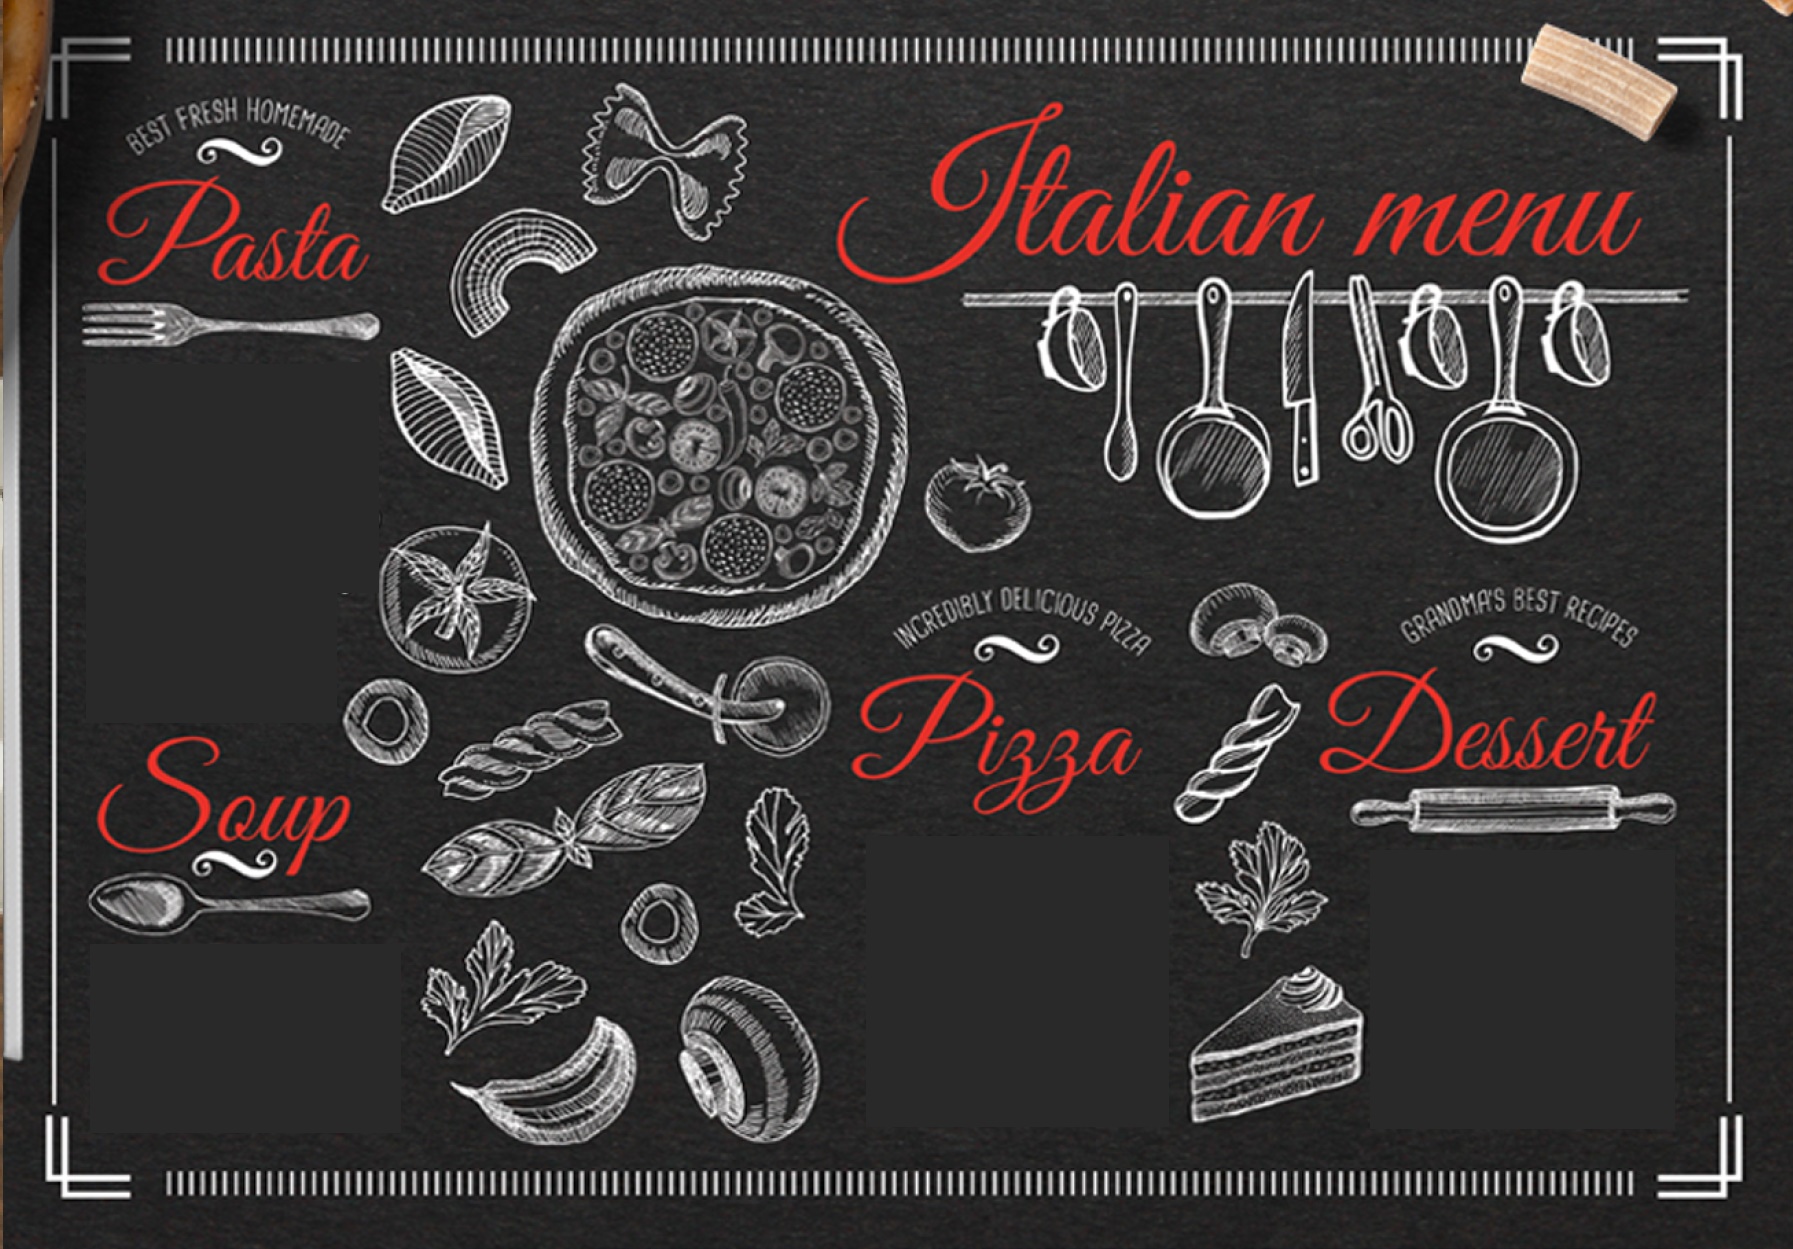 BEST FRESH HOMEMADE
Pasta
Italian menu
Soup
INCREDIBLY DELICIOUS PIZZA
Pizza
GRANDMA'S BEST RECIPES
Dessert